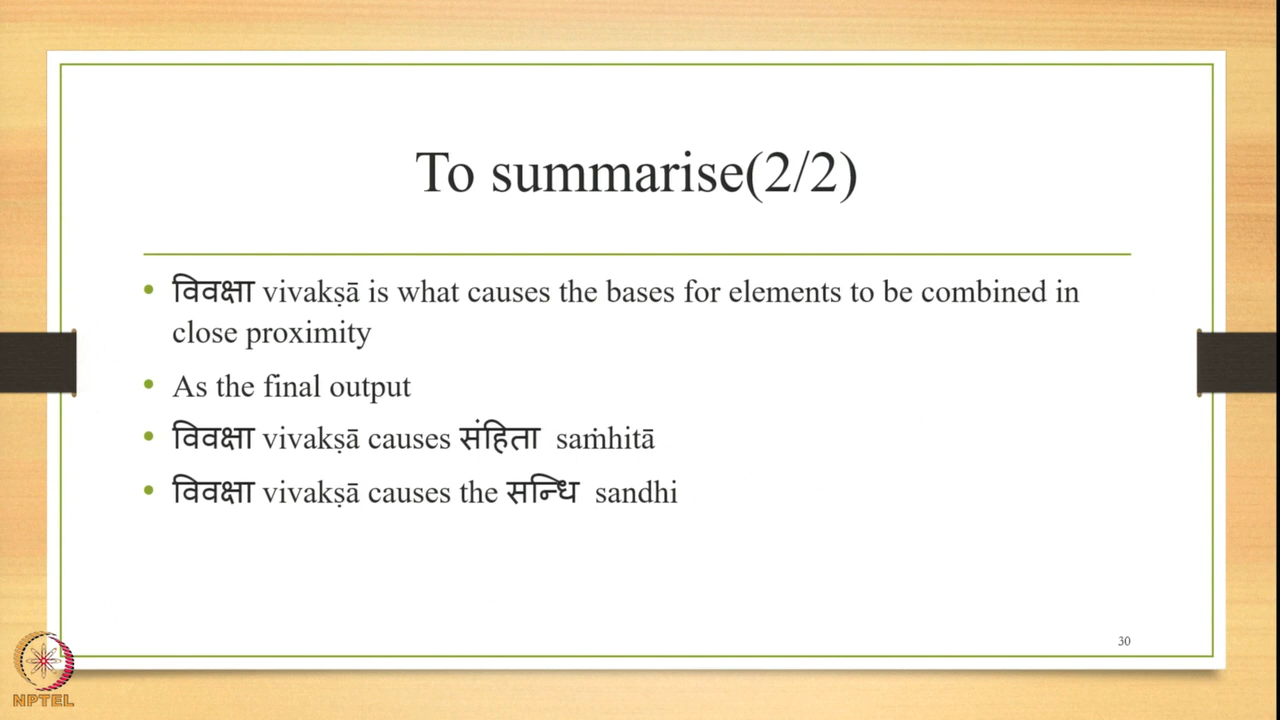 To summarise(2/2)
• विवक्षा vivakṣā is what causes the bases for elements to be combined in
close proximity
• As the final output
• विवक्षा vivakṣā causes संहिता saṁhitā
• विवक्षा vivakṣā causes the सन्धि sandhi
30
NPTEL